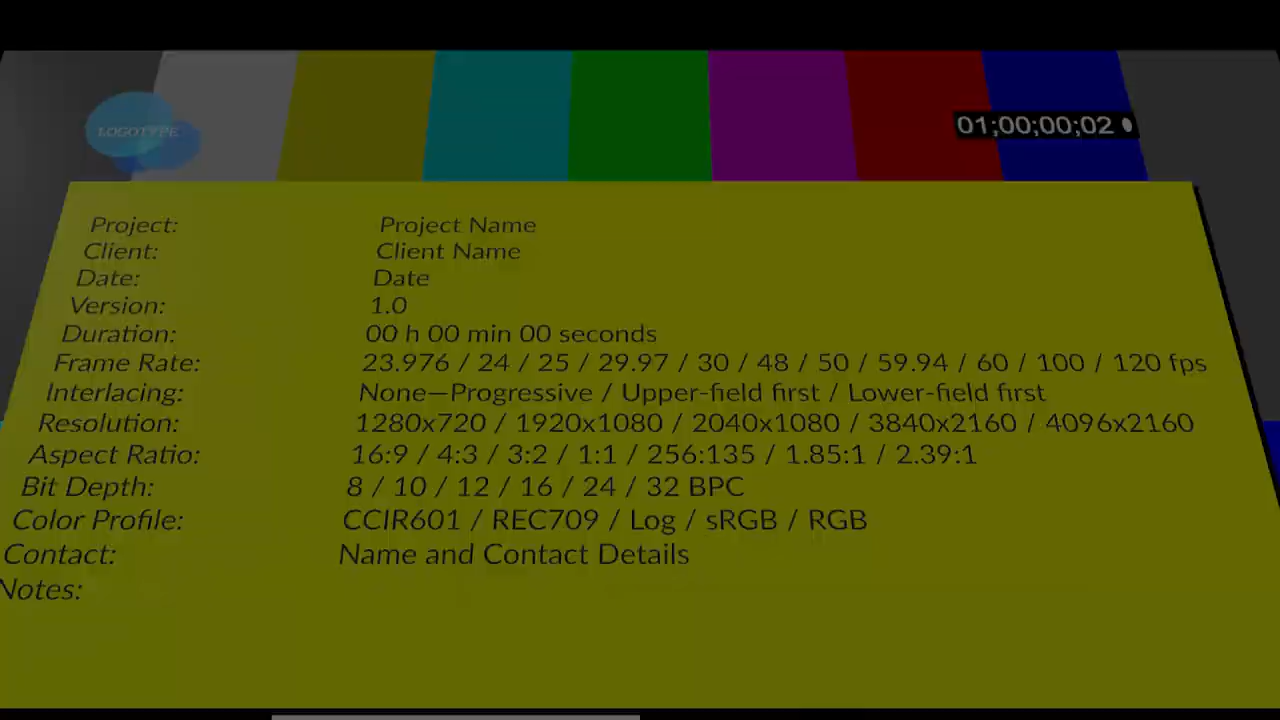 LOGOTYPE
01;00;00;02
Project: Project Name
Client: Client Name
Date: Date
Version: 1.0
Duration: 00 h 00 min 00 seconds
Frame Rate: 23.976 / 24 / 25 / 29.97 / 30 / 48 / 50 / 59.94 / 60 / 100 / 120 fps
Interlacing: None—Progressive / Upper-field first / Lower-field first
Resolution: 1280x720 / 1920x1080 / 2040x1080 / 3840x2160 / 4096x2160
Aspect Ratio: 16:9 / 4:3 / 3:2 / 1:1 / 256:135 / 1.85:1 / 2.39:1
Bit Depth: 8 / 10 / 12 / 16 / 24 / 32 BPC
Color Profile: CCIR601 / REC709 / Log / sRGB / RGB
Contact: Name and Contact Details
Notes: